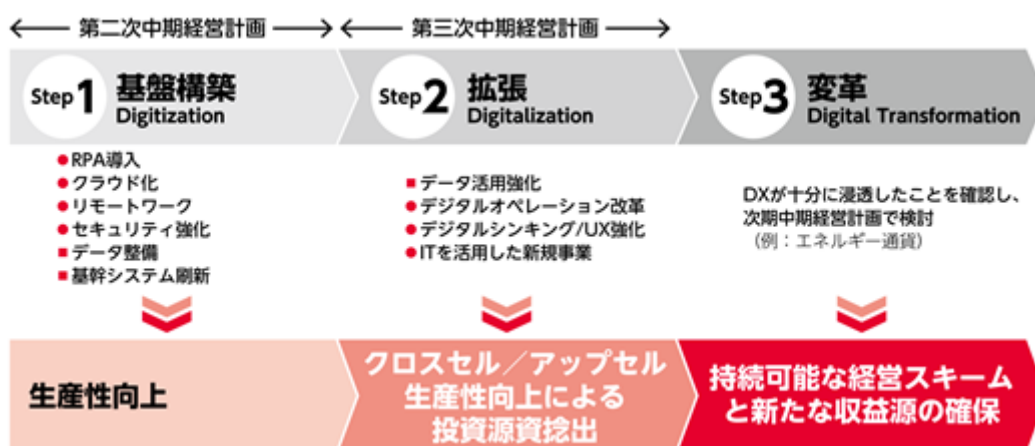 第二次中期経営計画
第三次中期経営計画
Step1 基盤構築
Digitization
Step2 拡張
Digitalization
Step3 変革
Digital Transformation
●RPA導入
●クラウド化
●リモートワーク
●セキュリティ強化
■データ整備
■基幹システム刷新
■データ活用強化
●デジタルオペレーション改革
●デジタルシンキング/UX強化
●ITを活用した新規事業
DXが十分に浸透したことを確認し、
次期中期経営計画で検討
（例：エネルギー通貨）
生産性向上
クロスセル／アップセル
生産性向上による
投資源資捻出
持続可能な経営スキーム
と新たな収益源の確保